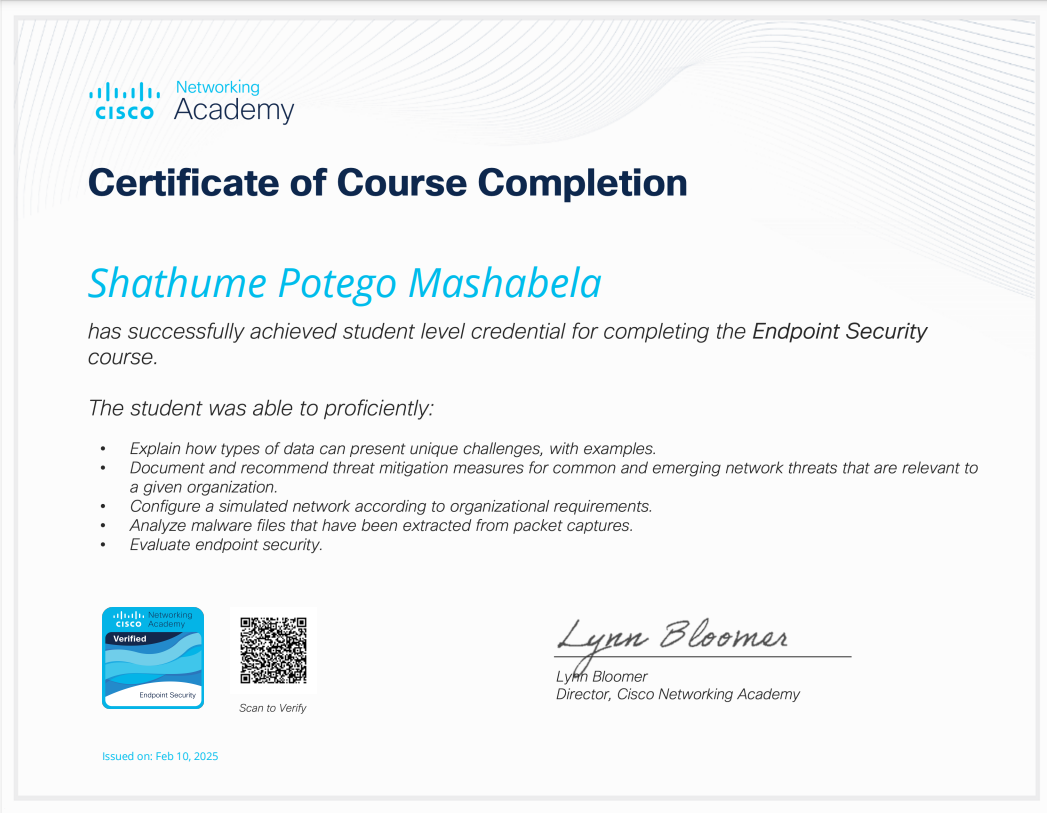 Networking
CISCO Academy
Certificate of Course Completion
Shathume Potego Mashabela
has successfully achieved student level credential for completing the Endpoint Security
course.
The student was able to proficiently:
• Explain how types of data can present unique challenges, with examples.
• Document and recommend threat mitigation measures for common and emerging network threats that are relevant to
a given organization.
• Configure a simulated network according to organizational requirements.
• Analyze malware files that have been extracted from packet captures.
• Evaluate endpoint security.
Networking
CISCO Academy
Verified
Endpoint Security
Scan to Verify
Lynn Bloomer
Lynn Bloomer
Director, Cisco Networking Academy
Issued on: Feb 10, 2025